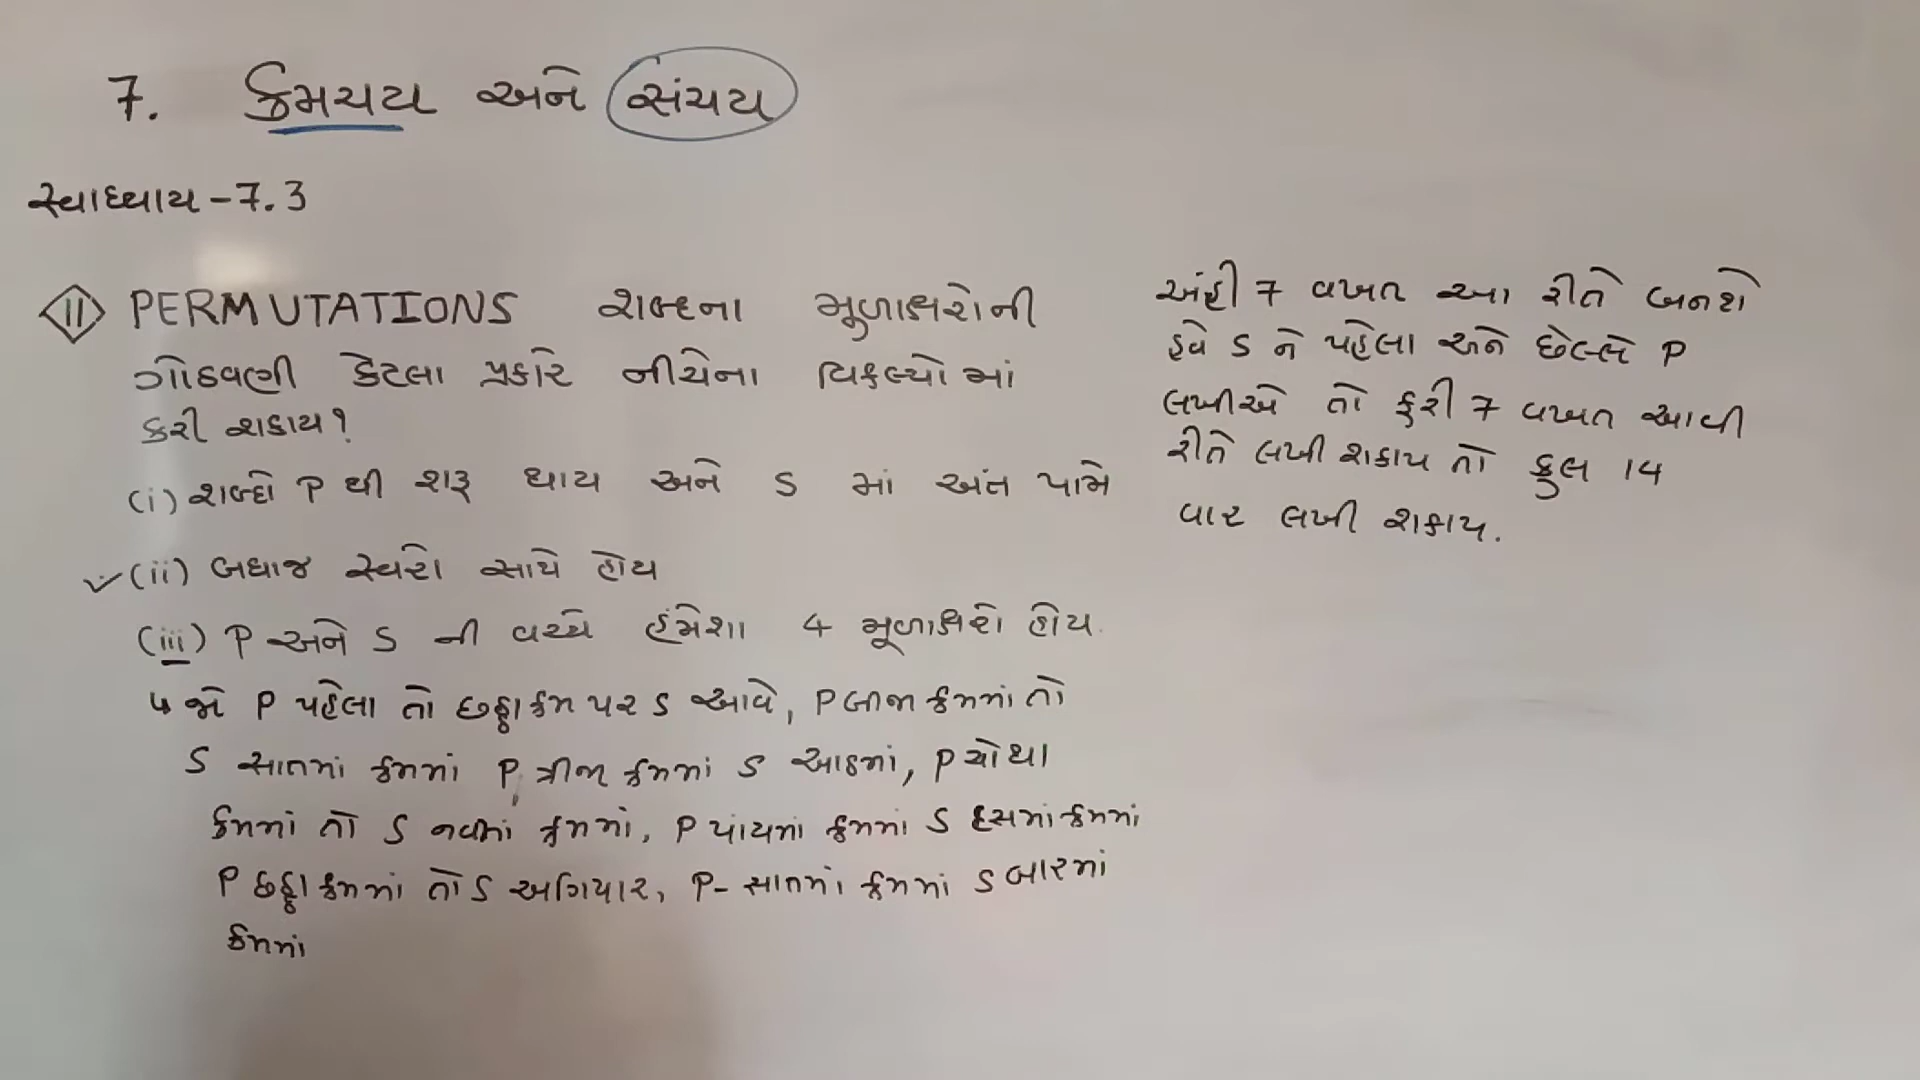 7. ક્રમચય અને સંચય
સ્વાધ્યાય - 7.3
11 PERMUTATIONS શબ્દના મૂળાક્ષરોની
ગોઠવણી કેટલા પ્રકારે નીચેના વિકલ્પોમાં
કરી શકાય?
(i) શબ્દો P થી શરૂ થાય અને S માં અંત પામે
(ii) બધાજ સ્વરો સાથે હોય
(iii) P અને S ની વચ્ચે હંમેશા 4 મૂળાક્ષરો હોય.
જો P પહેલા તો છઠ્ઠા ક્રમ પર S આવે, P બીજા ક્રમમાં તો
S સાતમાં ક્રમમાં P ત્રીજા ક્રમમાં S આઠમાં, P ચોથા
ક્રમમાં તો S નવમાં ક્રમમાં, P પાંચમાં ક્રમમાં S દસમાં ક્રમમાં
P છઠ્ઠા ક્રમમાં તો S અગિયાર, P - સાતમાં ક્રમમાં S બારમાં
ક્રમમાં
અંહી 7 વખત આ રીતે બનશે
હવે S ને પહેલા અને છેલ્લે P
લખીએ તો ફરી 7 વખત આવી
રીતે લખી શકાય તો કુલ 14
વાર લખી શકાય.